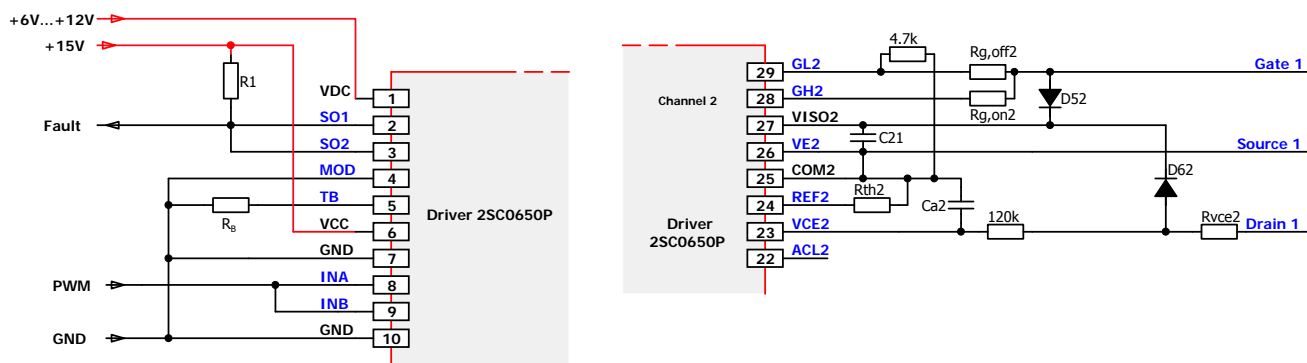 +6V...+12V
+15V
R1
VDC
1
Fault
SO1
2
SO2
3
MOD
4
RB
TB
5
VCC
6
GND
7
PWM
INA
8
INB
9
GND
GND
10
Driver 2SC0650P
4.7k
29
GL2
Rg,off2
Gate 1
Channel 2
28
GH2
Rg,on2
D52
27
VISO2
C21
26
VE2
Source 1
25
COM2
D62
24
REF2
Rth2
Ca2
Driver
2SC0650P
23
VCE2
120k
Rvce2
Drain 1
22
ACL2